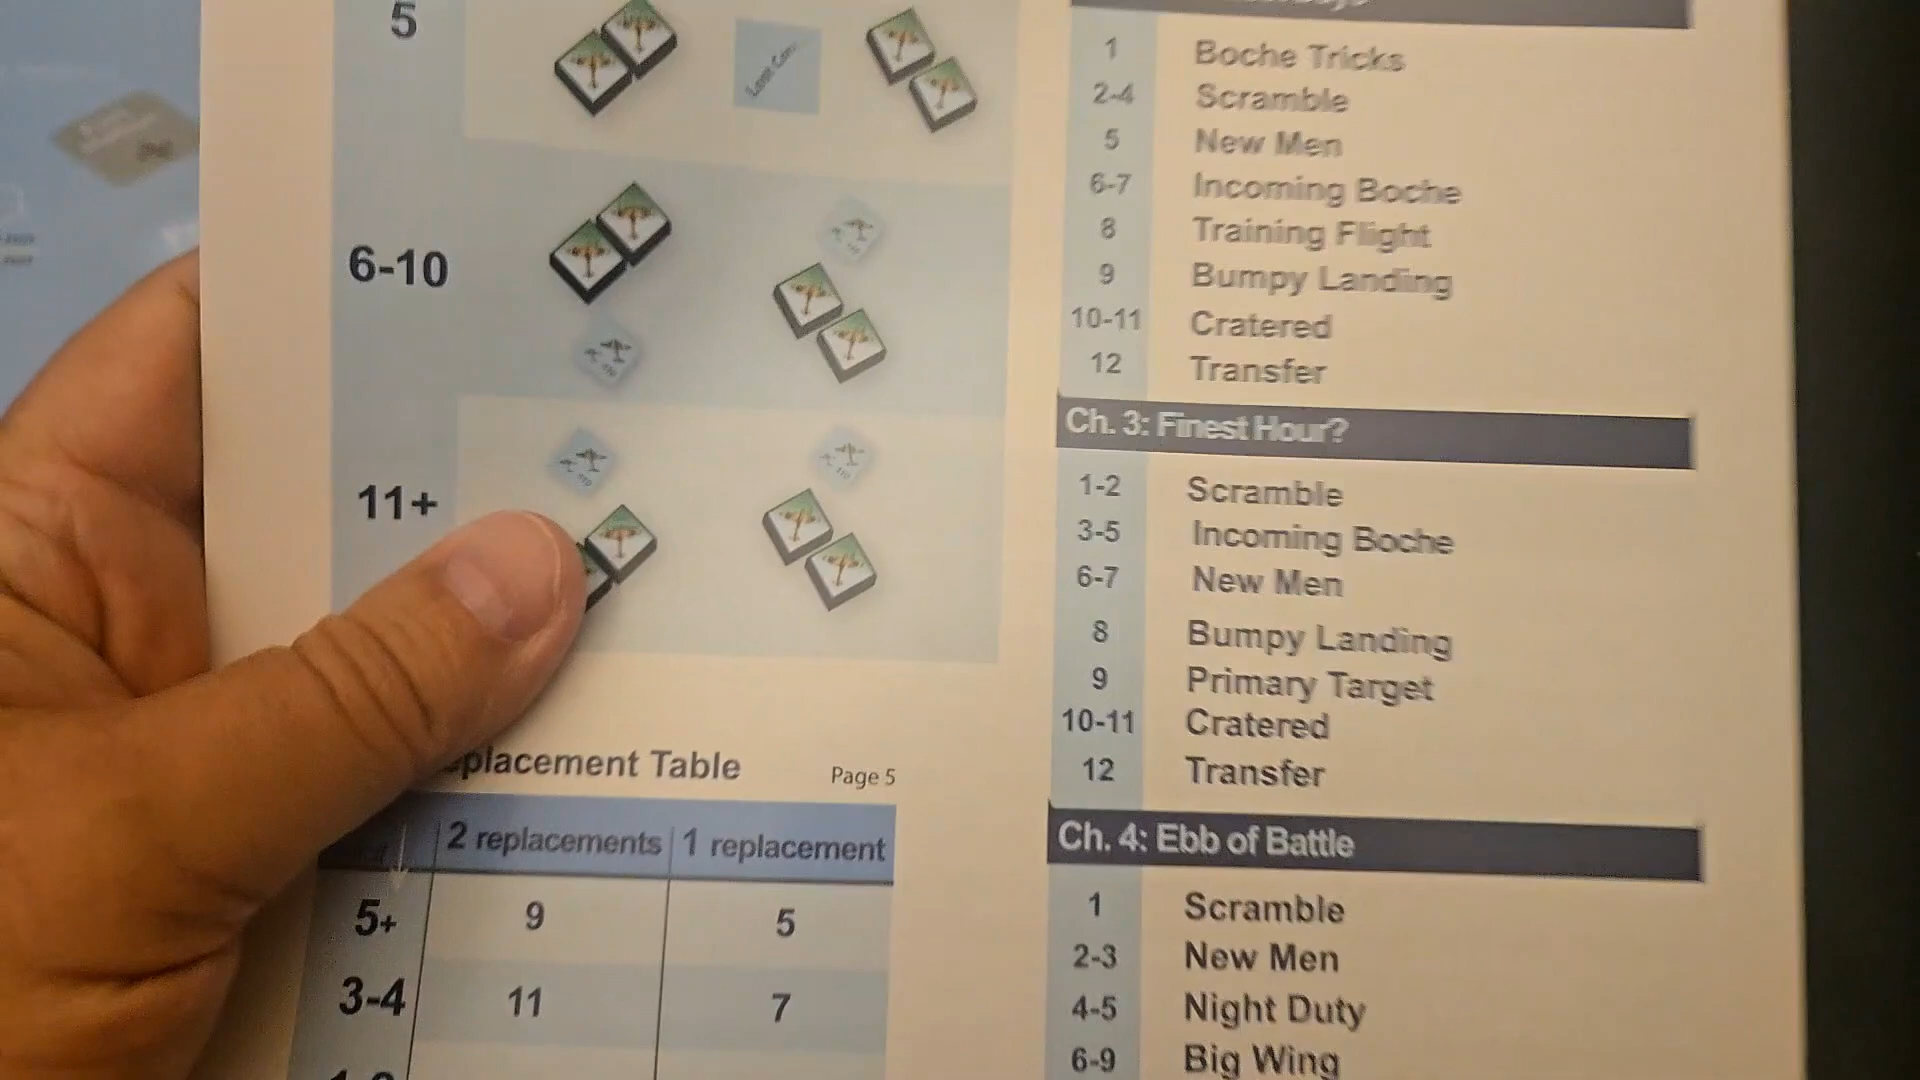 5
6-10
11+
placement Table
Page 5
2 replacements
1 replacement
5+
9
5
3-4
11
7
1 Boche Tricks
2-4 Scramble
5 New Men
6-7 Incoming Boche
8 Training Flight
9 Bumpy Landing
10-11 Cratered
12 Transfer
Ch. 3: Finest Hour?
1-2 Scramble
3-5 Incoming Boche
6-7 New Men
8 Bumpy Landing
9 Primary Target
10-11 Cratered
12 Transfer
Ch. 4: Ebb of Battle
1 Scramble
2-3 New Men
4-5 Night Duty
6-9 Big Wing